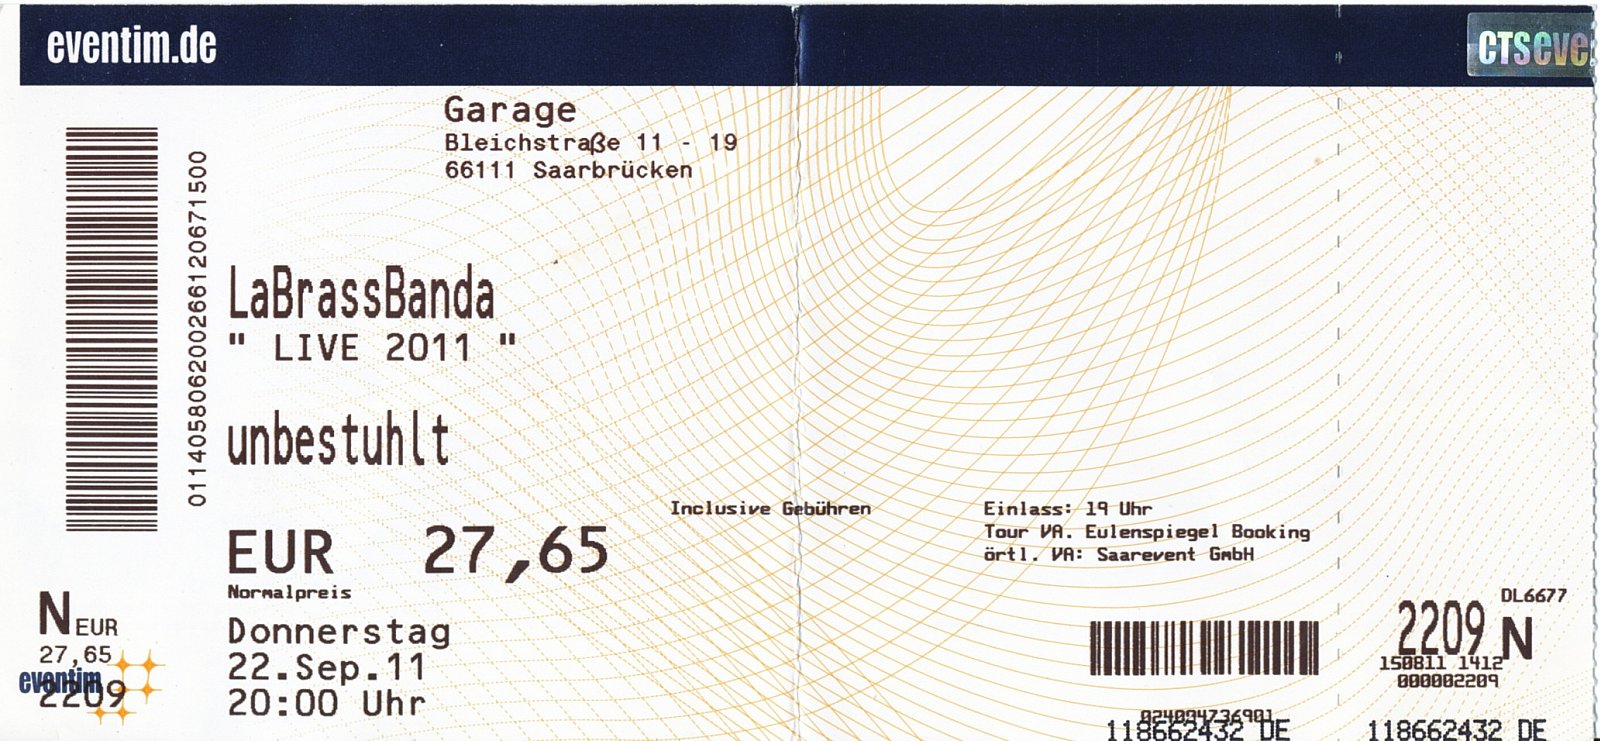 eventim.de
CTSeve
Garage
Bleichstraße 11 - 19
66111 Saarbrücken
011405806200266120671500
LaBrassBanda
" LIVE 2011 "
unbestuhlt
Inclusive Gebühren
EUR 27,65
Normalpreis
Donnerstag
22.Sep.11
20:00 Uhr
Einlass: 19 Uhr
Tour VA. Eulenspiegel Booking
örtl. VA: Saarevent GmbH
N EUR
27,65
eventim
2209
024004736901
118662432 DE
DL6677
2209 N
150811 1412
000002209
118662432 DE